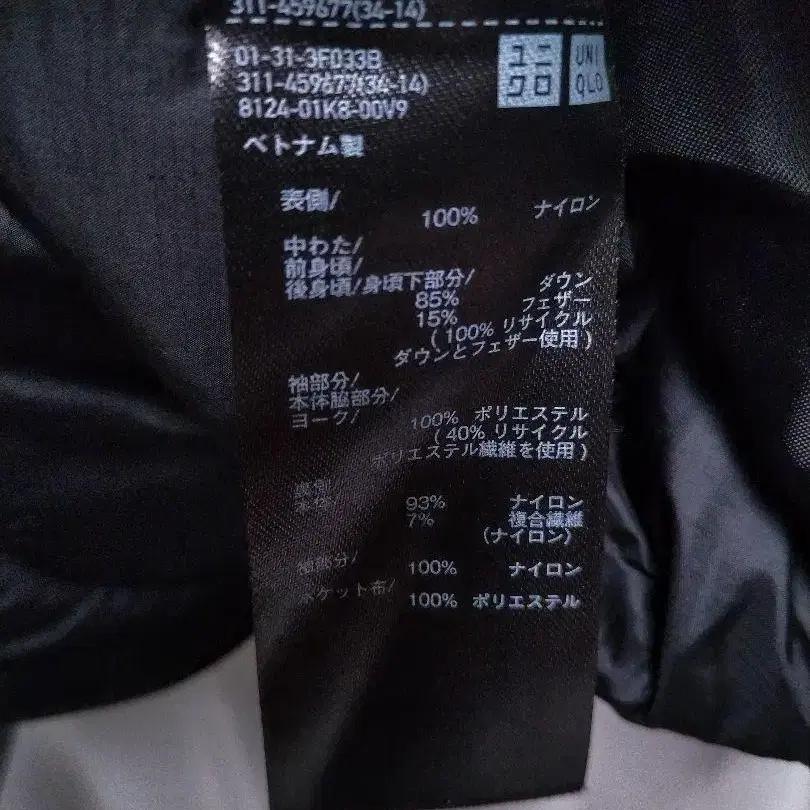 311-459677(34-14)
01-31-3F033B
311-459677(34-14)
8124-01K8-00V9
ユニクロ
UNIQLO
ベトナム製
表側/
100% ナイロン
中わた/
前身頃/
後身頃/身頃下部分/ ダウン
85% フェザー
15%
(100% リサイクル
ダウンとフェザー使用)
袖部分/
本体脇部分/
ヨーク/
100% ポリエステル
(40% リサイクル
ポリエステル繊維を使用)
裏側/
本体/
93% ナイロン
7% 複合繊維
(ナイロン)
袖部分/
100% ナイロン
ポケット布/
100% ポリエステル